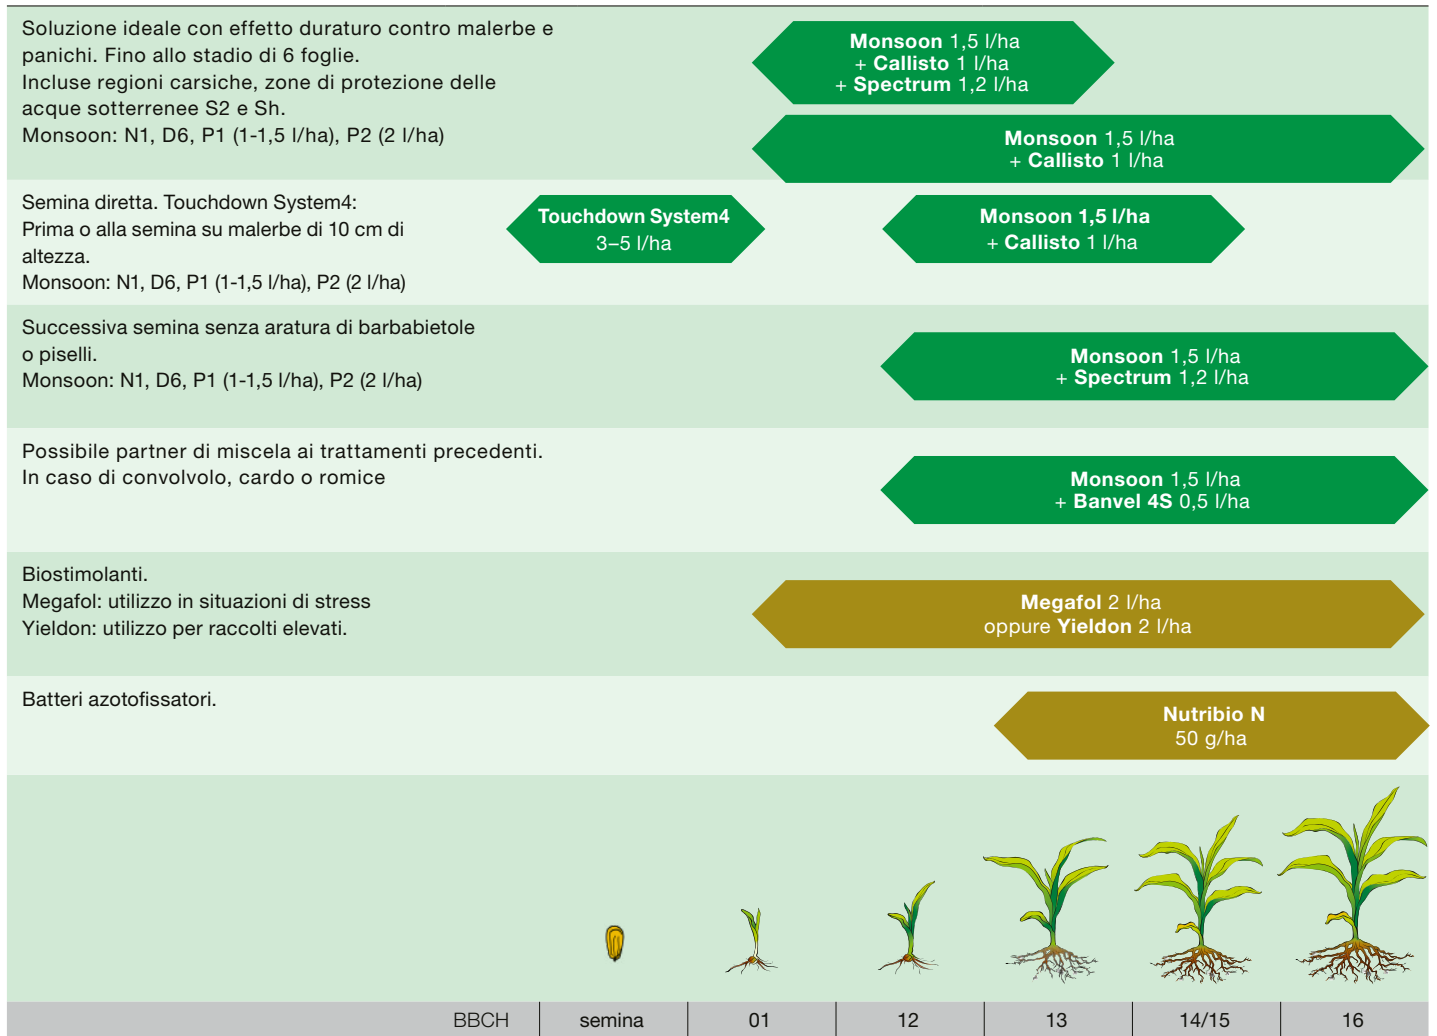 Soluzione ideale con effetto duraturo contro malerbe e
panichi. Fino allo stadio di 6 foglie.
Incluse regioni carsiche, zone di protezione delle
acque sotterrenee S2 e Sh.
Monsoon: N1, D6, P1 (1-1,5 l/ha), P2 (2 l/ha)
Monsoon 1,5 l/ha
+ Callisto 1 l/ha
+ Spectrum 1,2 l/ha
Monsoon 1,5 l/ha
+ Callisto 1 l/ha
Semina diretta. Touchdown System4:
Prima o alla semina su malerbe di 10 cm di
altezza.
Monsoon: N1, D6, P1 (1-1,5 l/ha), P2 (2 l/ha)
Touchdown System4
3–5 l/ha
Monsoon 1,5 l/ha
+ Callisto 1 l/ha
Successiva semina senza aratura di barbabietole
o piselli.
Monsoon: N1, D6, P1 (1-1,5 l/ha), P2 (2 l/ha)
Monsoon 1,5 l/ha
+ Spectrum 1,2 l/ha
Possibile partner di miscela ai trattamenti precedenti.
In caso di convolvolo, cardo o romice
Monsoon 1,5 l/ha
+ Banvel 4S 0,5 l/ha
Biostimolanti.
Megafol: utilizzo in situazioni di stress
Yieldon: utilizzo per raccolti elevati.
Megafol 2 l/ha
oppure Yieldon 2 l/ha
Batteri azotofissatori.
Nutribio N
50 g/ha
BBCH semina 01 12 13 14/15 16